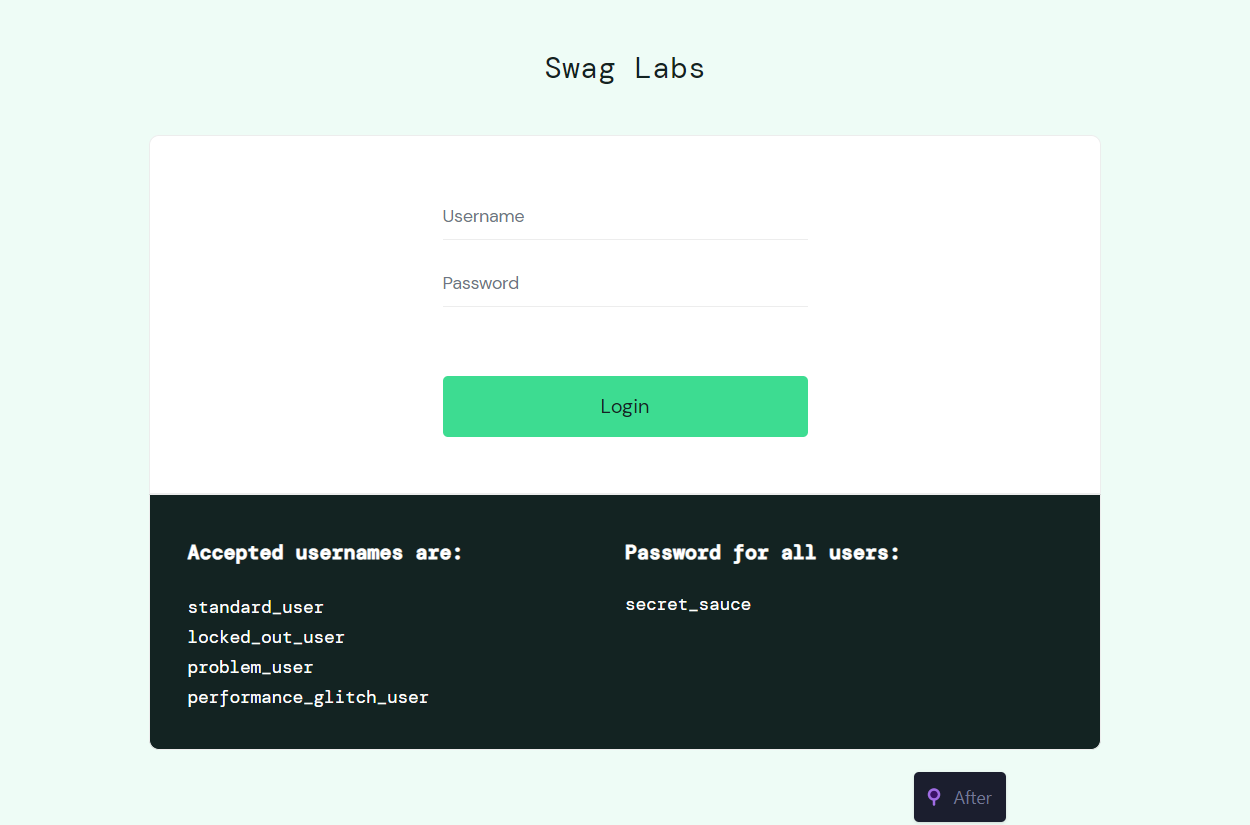 Swag Labs
Username
Password
Login
Accepted usernames are:
standard_user
locked_out_user
problem_user
performance_glitch_user
Password for all users:
secret_sauce
After